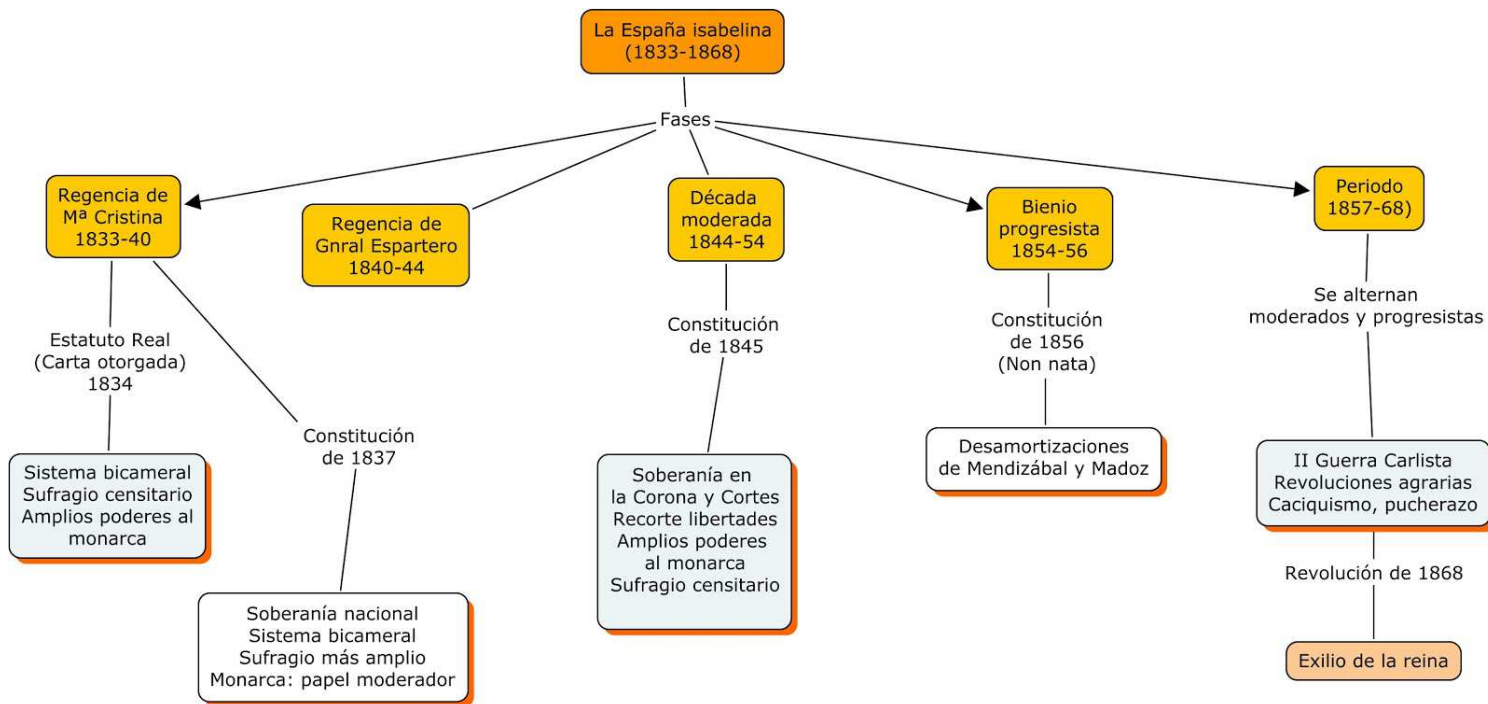 La España isabelina
(1833-1868)
Fases
Regencia de
Mª Cristina
1833-40
Regencia de
Gnral Espartero
1840-44
Década
moderada
1844-54
Bienio
progresista
1854-56
Periodo
1857-68)
Estatuto Real
(Carta otorgada)
1834
Constitución
de 1837
Constitución
de 1845
Constitución
de 1856
(Non nata)
Se alternan
moderados y progresistas
Sistema bicameral
Sufragio censitario
Amplios poderes al
monarca
Soberanía nacional
Sistema bicameral
Sufragio más amplio
Monarca: papel moderador
Soberanía en
la Corona y Cortes
Recorte libertades
Amplios poderes
al monarca
Sufragio censitario
Desamortizaciones
de Mendizábal y Madoz
II Guerra Carlista
Revoluciones agrarias
Caciquismo, pucherazo
Revolución de 1868
Exilio de la reina